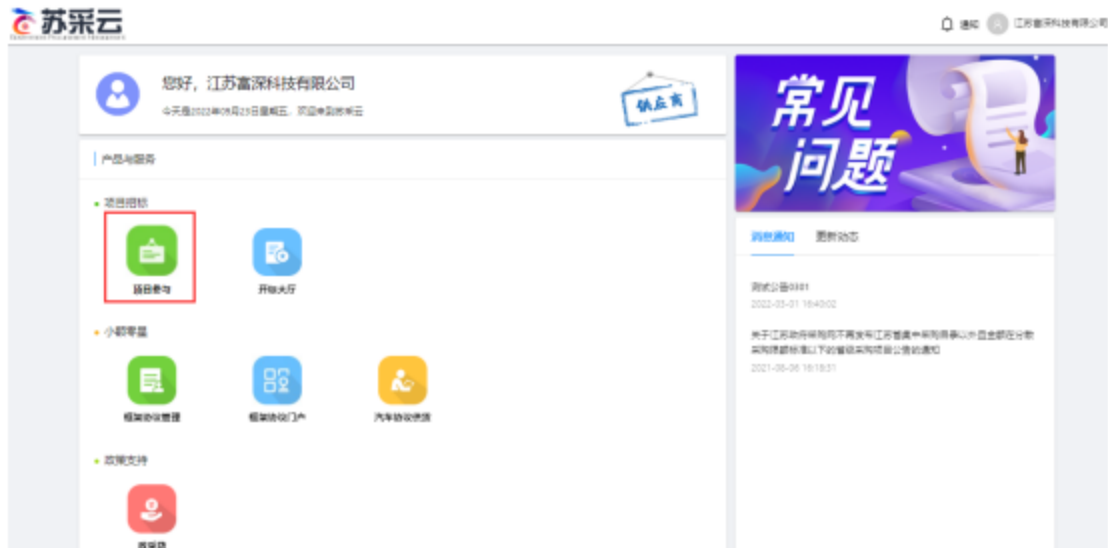 苏采云
通知
江苏富深科技有限公司
您好，江苏富深科技有限公司
今天是2022年09月23日星期五，欢迎来到苏采云
供应商
常见
问题
产品与服务
项目招标
项目参与
开标大厅
小额零星
框架协议管理
框架协议门户
汽车协议供货
政策支持
政采贷
消息通知
更新动态
测试公告0301
2022-03-01 16:40:02
关于江苏政府采购网不再发布江苏省集中采购目录以外且金额在分散
采购限额标准以下的省级采购项目公告的通知
2021-08-06 16:18:31